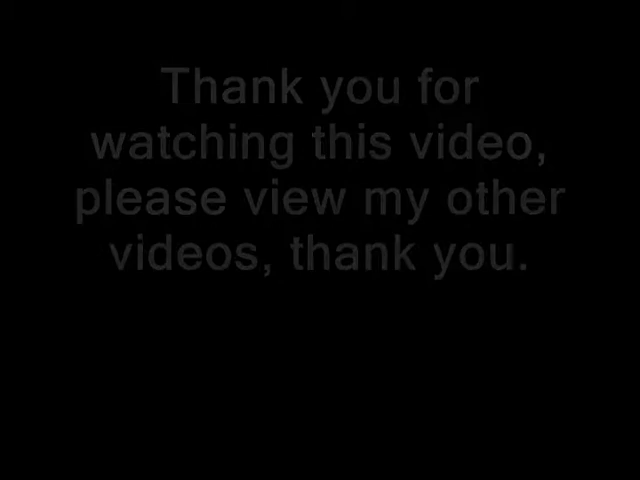 Thank you for
watching this video,
please view my other
videos, thank you.